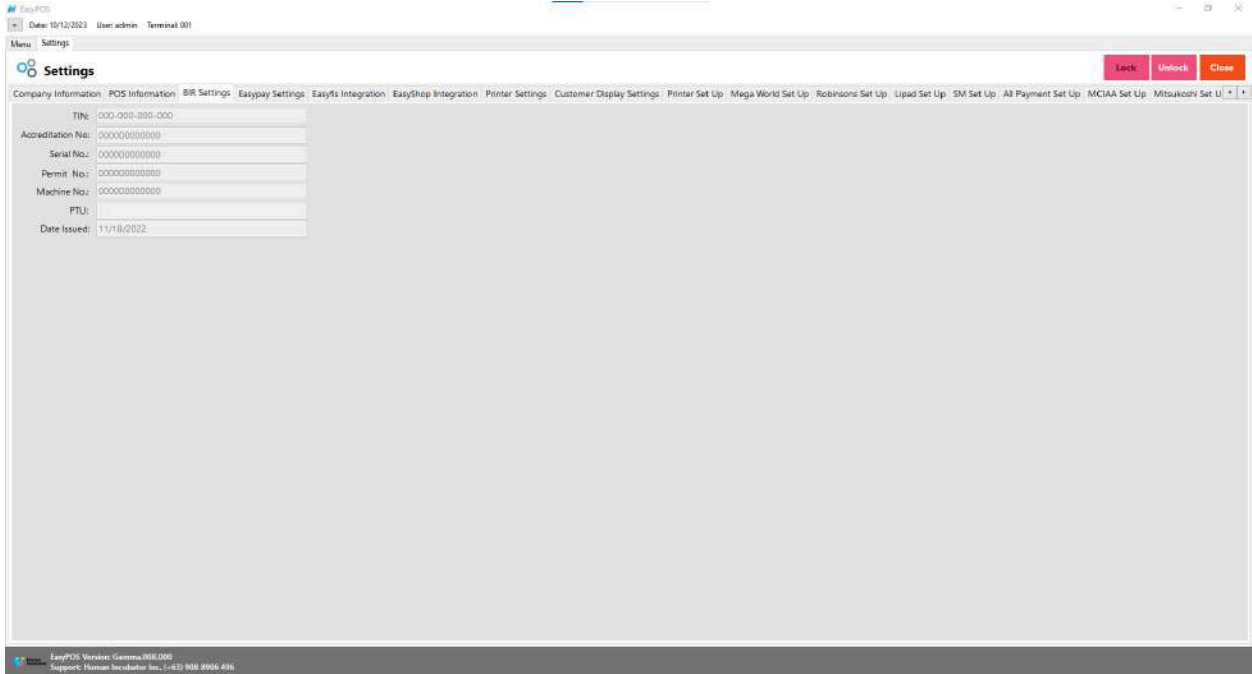 EasyPOS
Date: 10/12/2023 User: admin Terminal: 001
Menu Settings
Settings
Lock Unlock Close
Company Information POS Information BIR Settings Easypay Settings Easyfis Integration EasyShop Integration Printer Settings Customer Display Settings Printer Set Up Mega World Set Up Robinsons Set Up Lipad Set Up SM Set Up All Payment Set Up MCIAA Set Up Mitsukoshi Set U
TIN: 000-000-000-000
Accreditation No: 000000000000
Serial No.: 000000000000
Permit No.: 000000000000
Machine No.: 000000000000
PTU:
Date Issued: 11/18/2022
EasyPOS Version: Gamma.008.000
Support: Human Incubator Inc., (+63) 908 8906 496